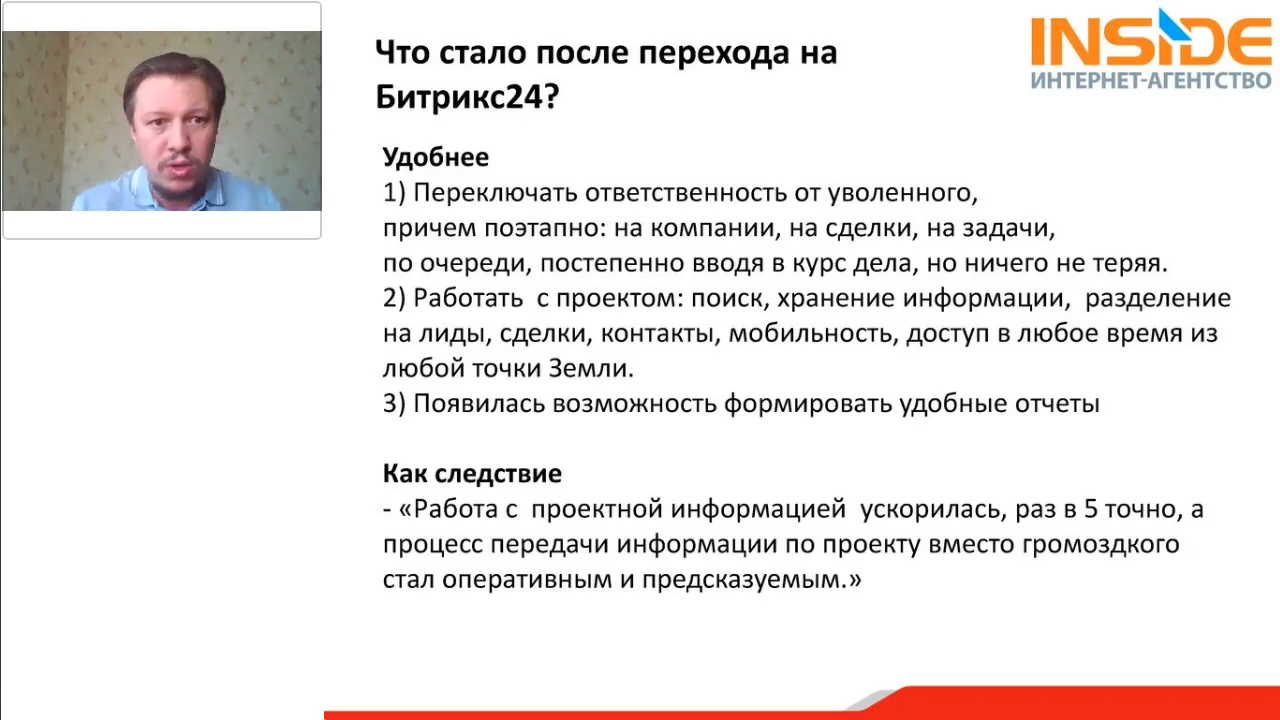 Что стало после перехода на
Битрикс24?
INSIDE
ИНТЕРНЕТ-АГЕНТСТВО
Удобнее
1) Переключать ответственность от уволенного,
причем поэтапно: на компании, на сделки, на задачи,
по очереди, постепенно вводя в курс дела, но ничего не теряя.
2) Работать с проектом: поиск, хранение информации, разделение
на лиды, сделки, контакты, мобильность, доступ в любое время из
любой точки Земли.
3) Появилась возможность формировать удобные отчеты
Как следствие
- «Работа с проектной информацией ускорилась, раз в 5 точно, а
процесс передачи информации по проекту вместо громоздкого
стал оперативным и предсказуемым.»